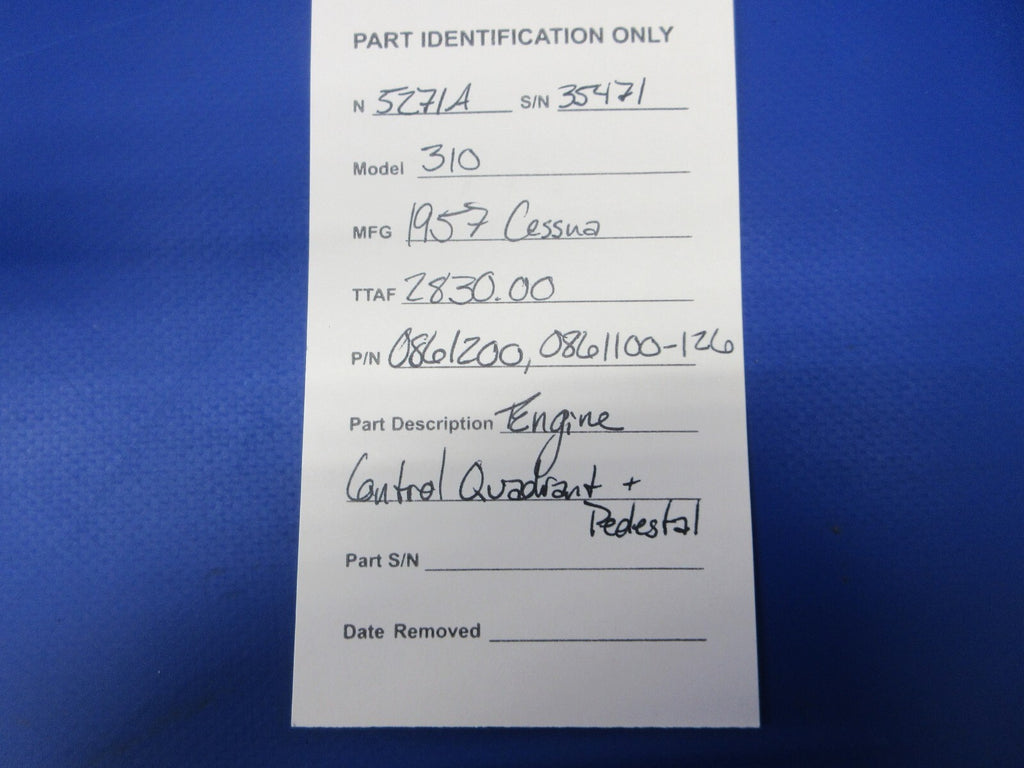 PART IDENTIFICATION ONLY
N 5271A S/N 35471
Model 310
MFG 1957 Cessna
TTAF 2830.00
P/N 0861200, 0861100-126
Part Description Engine
Control Quadrant +
Pedestal
Part S/N
Date Removed